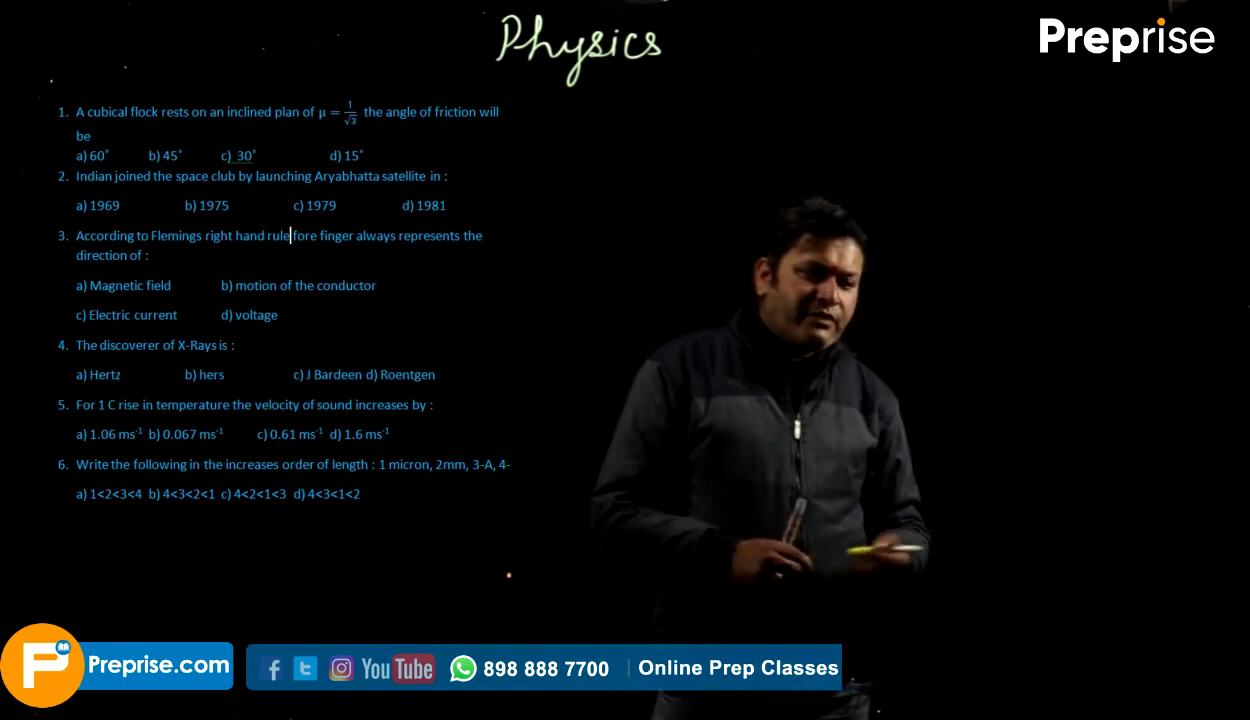 Physics
Preprise
1. A cubical flock rests on an inclined plan of μ = 1/√3 the angle of friction will
be
a) 60° b) 45° c) 30° d) 15°
2. Indian joined the space club by launching Aryabhatta satellite in :
a) 1969 b) 1975 c) 1979 d) 1981
3. According to Flemings right hand rule fore finger always represents the
direction of :
a) Magnetic field b) motion of the conductor
c) Electric current d) voltage
4. The discoverer of X-Rays is :
a) Hertz b) hers c) J Bardeen d) Roentgen
5. For 1 C rise in temperature the velocity of sound increases by :
a) 1.06 ms⁻¹ b) 0.067 ms⁻¹ c) 0.61 ms⁻¹ d) 1.6 ms⁻¹
6. Write the following in the increases order of length : 1 micron, 2mm, 3-A, 4-
a) 1<2<3<4 b) 4<3<2<1 c) 4<2<1<3 d) 4<3<1<2
Preprise.com YouTube 898 888 7700 | Online Prep Classes